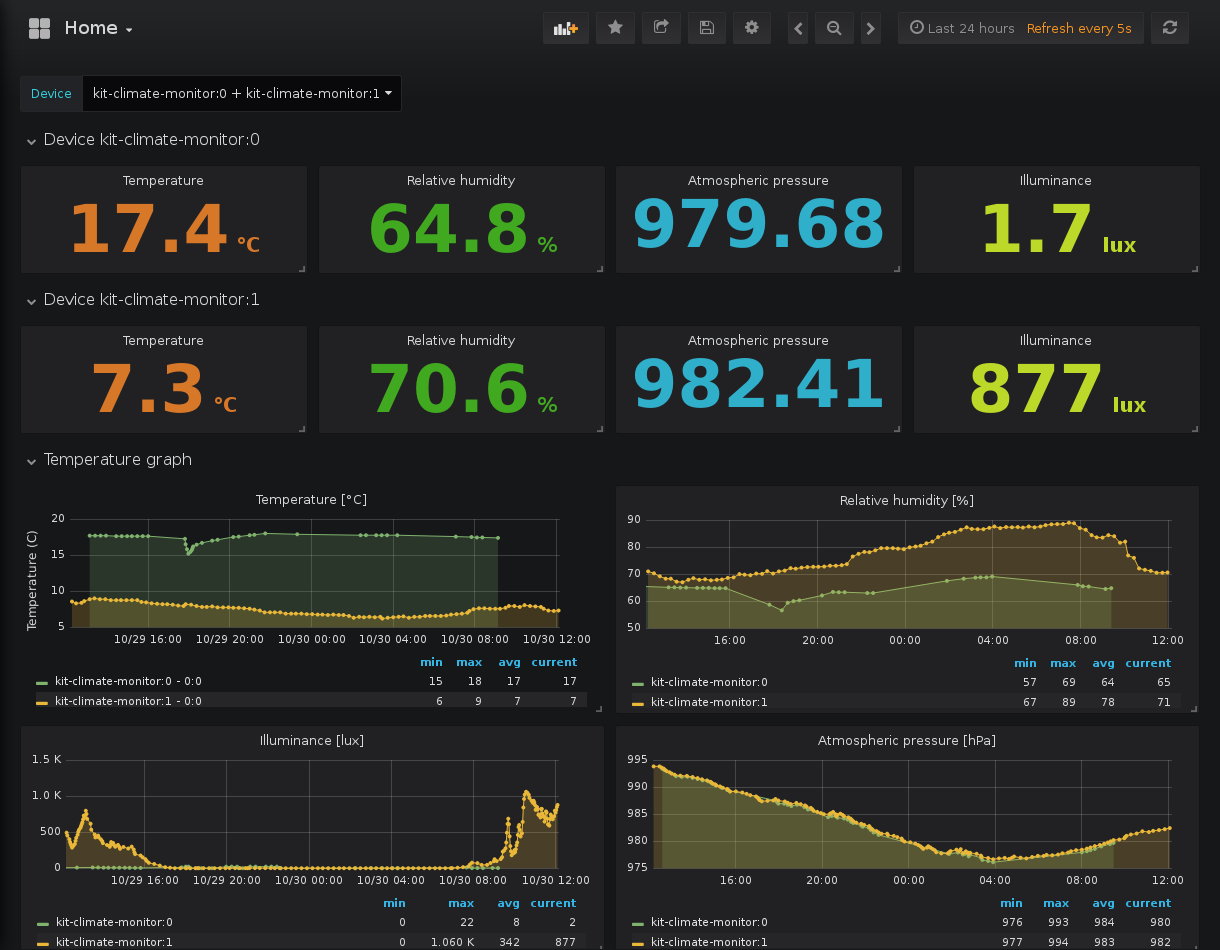 Home
Last 24 hours Refresh every 5s
Device kit-climate-monitor:0 + kit-climate-monitor:1
Device kit-climate-monitor:0
Temperature Relative humidity Atmospheric pressure Illuminance
17.4 °C 64.8 % 979.68 1.7 lux
Device kit-climate-monitor:1
Temperature Relative humidity Atmospheric pressure Illuminance
7.3 °C 70.6 % 982.41 877 lux
Temperature graph
Temperature [°C]
Temperature (C)
20
15
10
5
10/29 16:00 10/29 20:00 10/30 00:00 10/30 04:00 10/30 08:00 10/30 12:00
min max avg current
kit-climate-monitor:0 - 0:0 15 18 17 17
kit-climate-monitor:1 - 0:0 6 9 7 7
Relative humidity [%]
90
80
70
60
50
16:00 20:00 00:00 04:00 08:00 12:00
min max avg current
kit-climate-monitor:0 57 69 64 65
kit-climate-monitor:1 67 89 78 71
Illuminance [lux]
1.5 K
1.0 K
500
0
10/29 16:00 10/29 20:00 10/30 00:00 10/30 04:00 10/30 08:00 10/30 12:00
min max avg current
kit-climate-monitor:0 0 22 8 2
kit-climate-monitor:1 0 1.060 K 342 877
Atmospheric pressure [hPa]
995
990
985
980
975
16:00 20:00 00:00 04:00 08:00 12:00
min max avg current
kit-climate-monitor:0 976 993 984 980
kit-climate-monitor:1 977 994 983 982